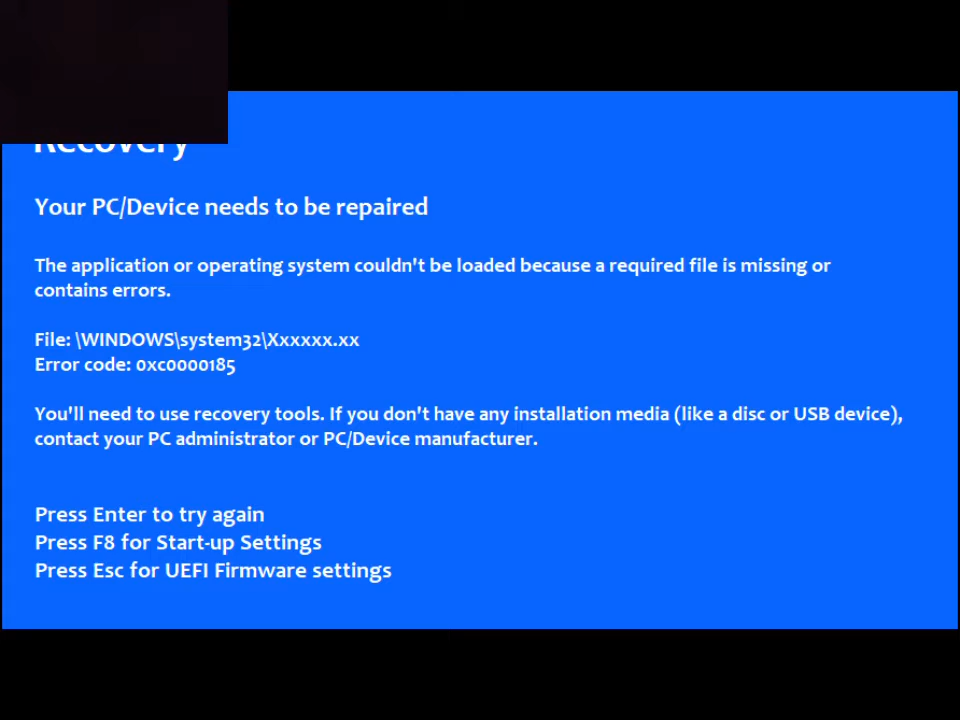 Recovery
Your PC/Device needs to be repaired
The application or operating system couldn't be loaded because a required file is missing or
contains errors.
File: \WINDOWS\system32\Xxxxxx.xx
Error code: 0xc0000185
You'll need to use recovery tools. If you don't have any installation media (like a disc or USB device),
contact your PC administrator or PC/Device manufacturer.
Press Enter to try again
Press F8 for Start-up Settings
Press Esc for UEFI Firmware settings